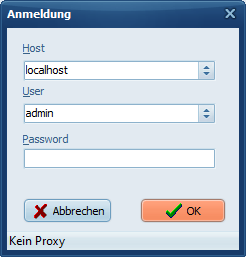 Anmeldung
Host
localhost
User
admin
Password
Abbrechen OK
Kein Proxy